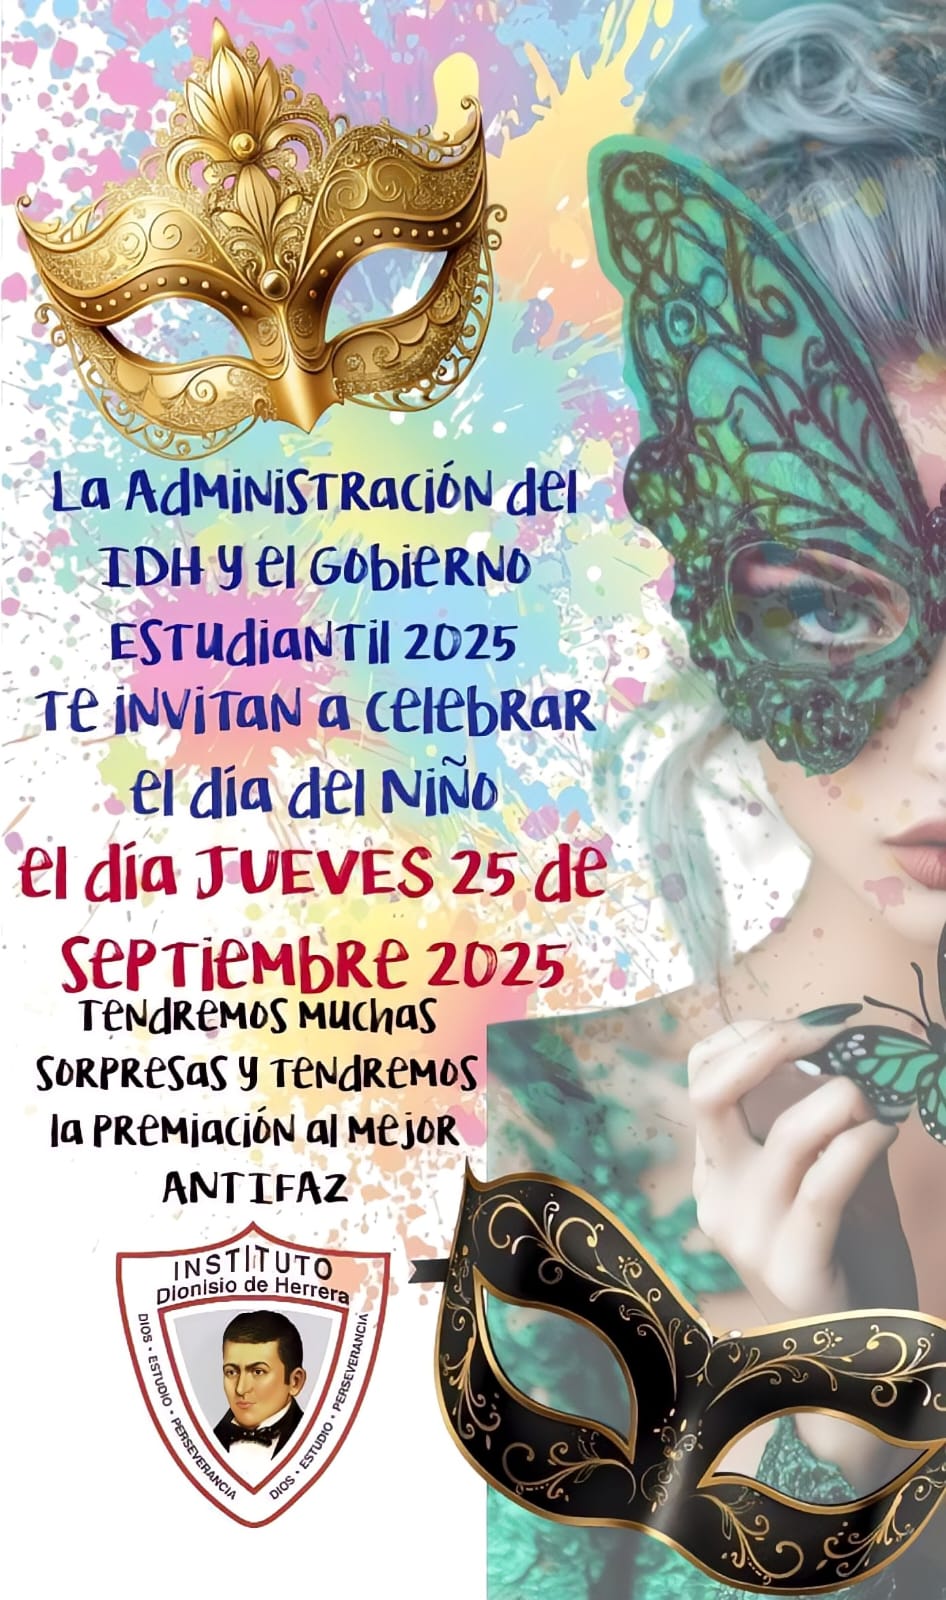 La Administración del
IDH y el Gobierno
Estudiantil 2025
te invitan a celebrar
el día del Niño
el día JUEVES 25 de
Septiembre 2025
Tendremos muchas
sorpresas y tendremos
la premiación al mejor
ANTIFAZ
INSTITUTO
Dionisio de Herrera
DIOS • ESTUDIO • PERSEVERANCIA
DIOS • ESTUDIO • PERSEVERANCIA